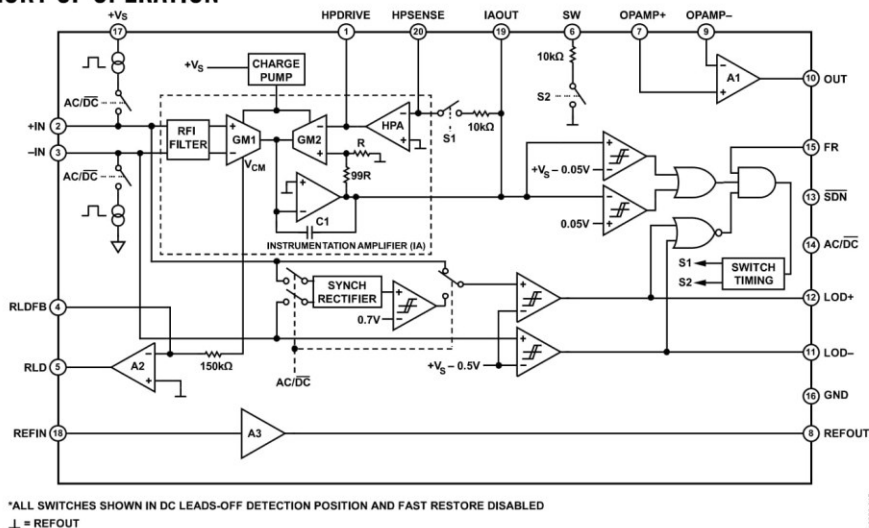 +VS
HPDRIVE
HPSENSE
IAOUT
SW
OPAMP+
OPAMP–
17
1
20
19
6
7
9
+VS
CHARGE
PUMP
10kΩ
S2
A1
10
OUT
AC/DC
+IN
2
–IN
3
RFI
FILTER
GM1
GM2
HPA
S1
10kΩ
VCM
R
99R
C1
INSTRUMENTATION AMPLIFIER (IA)
AC/DC
+VS – 0.05V
0.05V
15
FR
13
SDN
14
AC/DC
S1
S2
SWITCH
TIMING
SYNCH
RECTIFIER
0.7V
12
LOD+
RLDFB
4
150kΩ
RLD
5
A2
AC/DC
+VS – 0.5V
11
LOD–
16
GND
REFIN
18
A3
8
REFOUT
*ALL SWITCHES SHOWN IN DC LEADS-OFF DETECTION POSITION AND FAST RESTORE DISABLED
⊥ = REFOUT